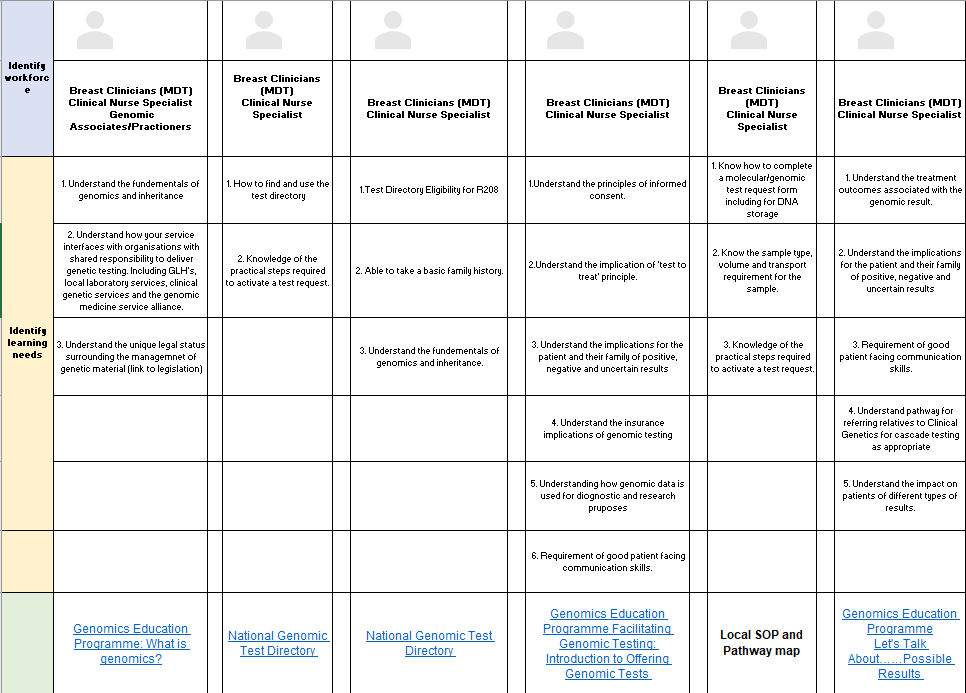 Identify
workforc
e
Breast Clinicians (MDT)
Clinical Nurse Specialist
Genomic
Associates/Practioners
Breast Clinicians
(MDT)
Clinical Nurse
Specialist
Breast Clinicians (MDT)
Clinical Nurse Specialist
Breast Clinicians (MDT)
Clinical Nurse Specialist
Breast Clinicians
(MDT)
Clinical Nurse
Specialist
Breast Clinicians (MDT)
Clinical Nurse Specialist
Identify
learning
needs
1. Understand the fundementals of
genomics and inheritance
1. How to find and use the
test directory
1.Test Directory Eligibility for R208
1.Understand the principles of informed
consent.
1. Know how to complete
a molecular/genomic
test request form
including for DNA
storage
1. Understand the treatment
outcomes associated with the
genomic result.
2. Understand how your service
interfaces with organisations with
shared responsibility to deliver
genetic testing. Including GLH's,
local laboratory services, clinical
genetic services and the genomic
medicine service alliance.
2. Knowledge of the
practical steps required
to activate a test request.
2. Able to take a basic family history.
2.Understand the implication of 'test to
treat' principle.
2. Know the sample type,
volume and transport
requirement for the
sample.
2. Understand the implications
for the patient and their family
of positive, negative and
uncertain results
3. Understand the unique legal status
surrounding the managemnet of
genetic material (link to legislation)
3. Understand the fundamentals of
genomics and inheritance.
3. Understand the implications for the
patient and their family of positive,
negative and uncertain results
3. Knowledge of the
practical steps required
to activate a test request.
3. Requirement of good
patient facing communication
skills.
4. Understand the insurance
implications of genomic testing
4. Understand pathway for
referring relatives to Clinical
Genetics for cascade testing
as appropriate
5. Understanding how genomic data is
used for diagnostic and research
pruposes
5. Understand the impact on
patients of different types of
results.
6. Requirement of good patient facing
communication skills.
Genomics Education
Programme: What is
genomics?
National Genomic
Test Directory
National Genomic Test
Directory
Genomics Education
Programme Facilitating
Genomic Testing:
Introduction to Offering
Genomic Tests
Local SOP and
Pathway map
Genomics Education
Programme
Let's Talk
About......Possible
Results